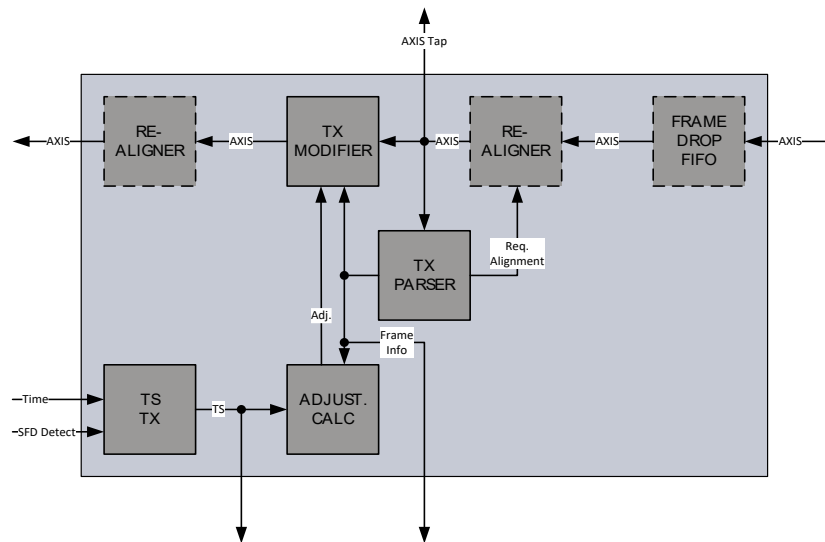 AXIS Tap
RE-
ALIGNER
TX
MODIFIER
RE-
ALIGNER
FRAME
DROP
FIFO
AXIS
AXIS
AXIS
AXIS
AXIS
TX
PARSER
Req.
Alignment
Adj.
Frame
Info
Time
SFD Detect
TS
TX
TS
ADJUST.
CALC